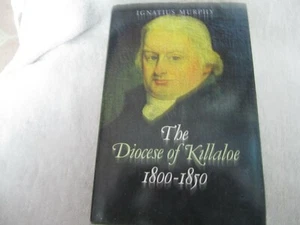 IGNATIUS MURPHY
The
Diocese of Killaloe
1800-1850